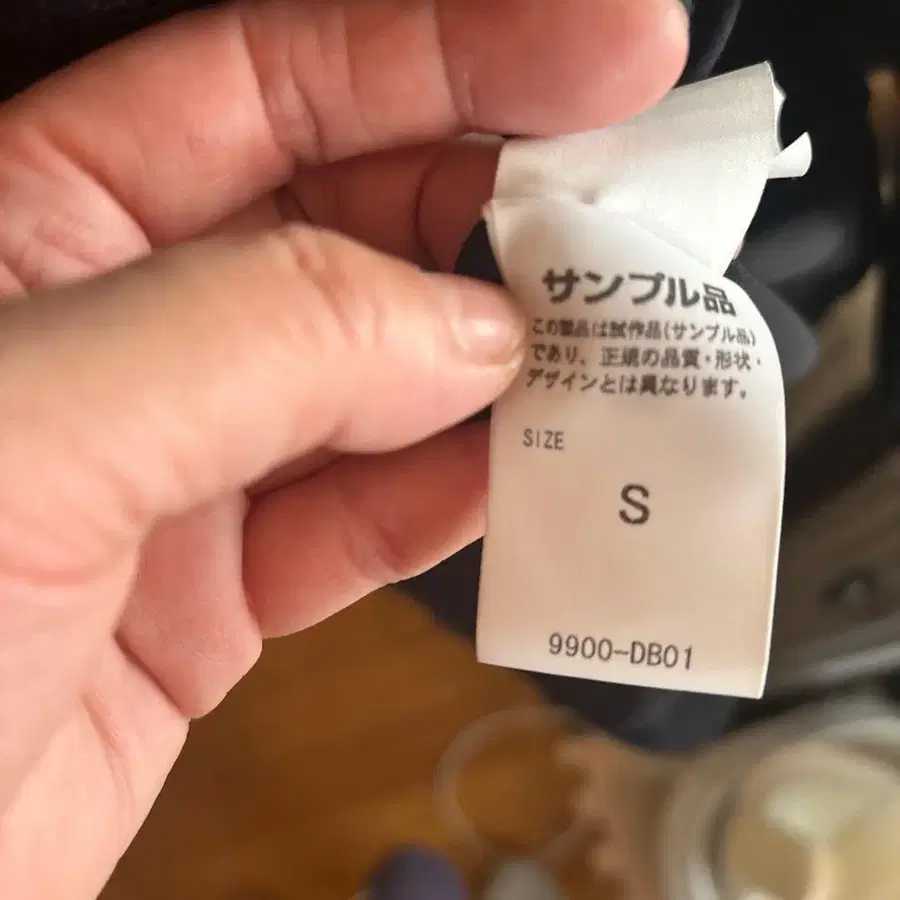 サンプル品
この製品は試作品(サンプル品)
であり、正規の品質・形状・
デザインとは異なります。
SIZE
S
9900-DB01